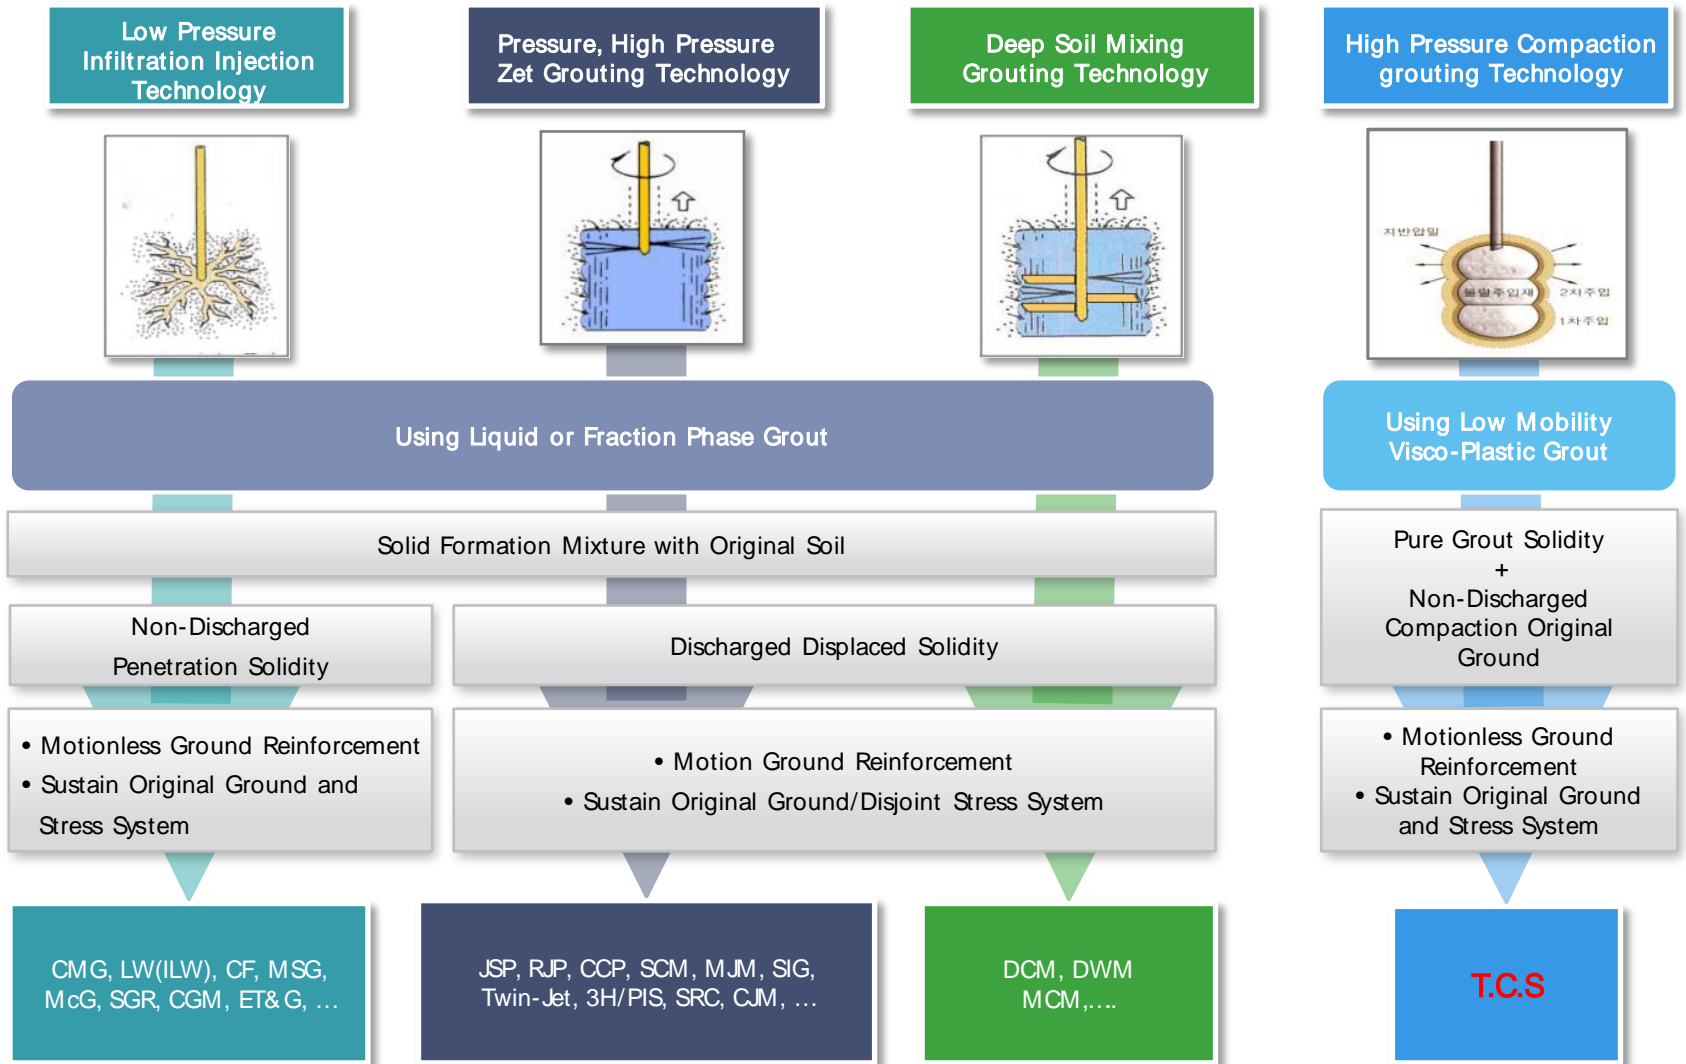 Low Pressure
Infiltration Injection
Technology
Pressure, High Pressure
Zet Grouting Technology
Deep Soil Mixing
Grouting Technology
High Pressure Compaction
grouting Technology
지반압밀
몰탈주입재
2차주입
1차주입
Using Liquid or Fraction Phase Grout
Using Low Mobility
Visco-Plastic Grout
Solid Formation Mixture with Original Soil
Pure Grout Solidity
+
Non-Discharged
Compaction Original
Ground
Non-Discharged
Penetration Solidity
Discharged Displaced Solidity
• Motionless Ground Reinforcement
• Sustain Original Ground and
Stress System
• Motion Ground Reinforcement
• Sustain Original Ground/Disjoint Stress System
• Motionless Ground
Reinforcement
• Sustain Original Ground
and Stress System
CMG, LW(ILW), CF, MSG,
McG, SGR, CGM, ET&G, ...
JSP, RJP, CCP, SCM, MJM, SIG,
Twin-Jet, 3H/PIS, SRC, CJM, ...
DCM, DWM
MCM,....
T.C.S